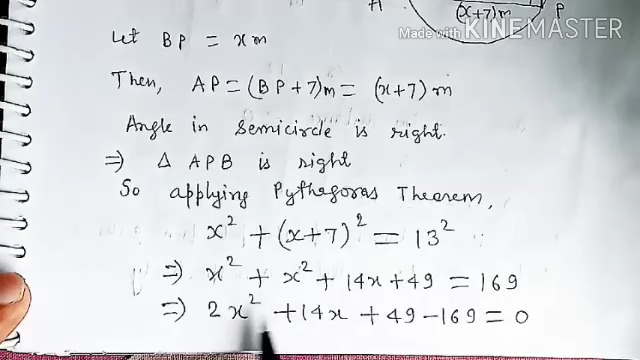 A
(x+7)m
P
Made with KINEMASTER
Let BP = x m
Then, AP = (BP + 7)m = (x+7) m
Angle in semicircle is right.
⇒ Δ APB is right
So applying Pythagoras Theorem,
x² + (x+7)² = 13²
⇒ x² + x² + 14x + 49 = 169
⇒ 2x² + 14x + 49 - 169 = 0